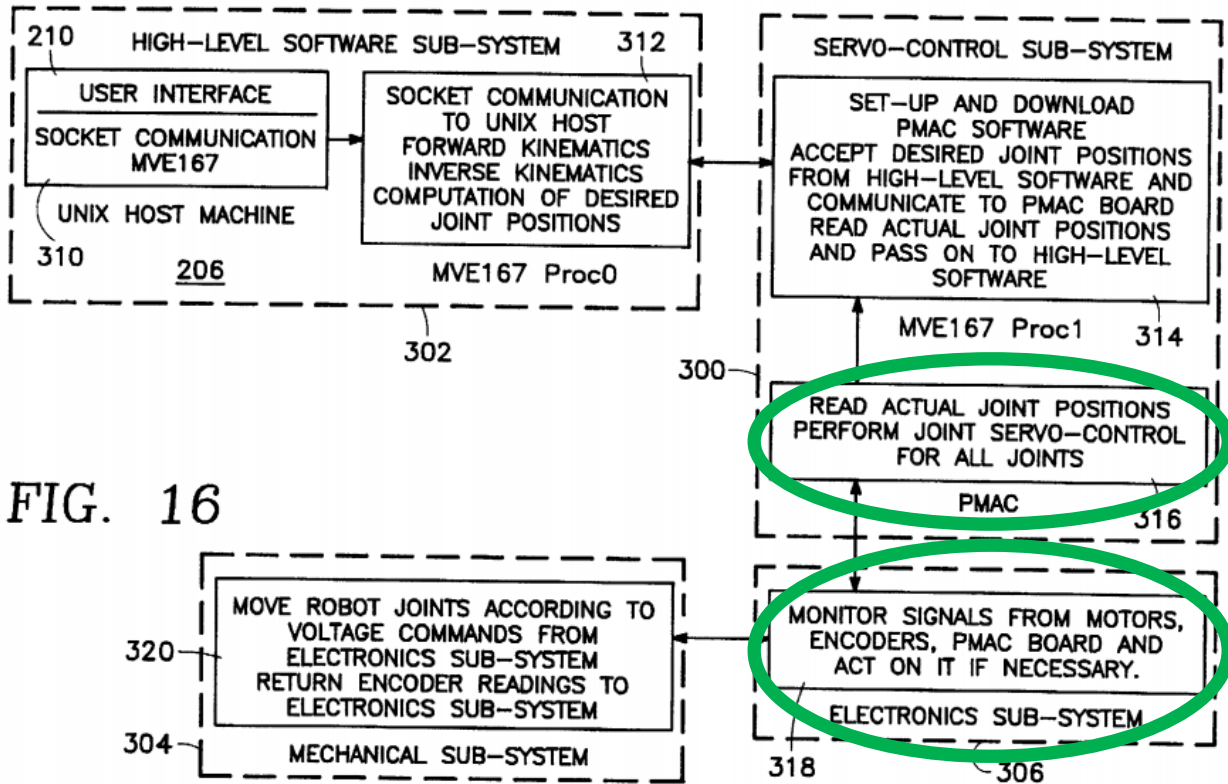 HIGH-LEVEL SOFTWARE SUB-SYSTEM
210
312
USER INTERFACE
SOCKET COMMUNICATION
MVE167
UNIX HOST MACHINE
310
206
SOCKET COMMUNICATION
TO UNIX HOST
FORWARD KINEMATICS
INVERSE KINEMATICS
COMPUTATION OF DESIRED
JOINT POSITIONS
MVE167 Proc0
302
SERVO-CONTROL SUB-SYSTEM
SET-UP AND DOWNLOAD
PMAC SOFTWARE
ACCEPT DESIRED JOINT POSITIONS
FROM HIGH-LEVEL SOFTWARE AND
COMMUNICATE TO PMAC BOARD
READ ACTUAL JOINT POSITIONS
AND PASS ON TO HIGH-LEVEL
SOFTWARE
MVE167 Proc1
314
300
READ ACTUAL JOINT POSITIONS
PERFORM JOINT SERVO-CONTROL
FOR ALL JOINTS
PMAC
316
FIG. 16
MOVE ROBOT JOINTS ACCORDING TO
VOLTAGE COMMANDS FROM
ELECTRONICS SUB-SYSTEM
RETURN ENCODER READINGS TO
ELECTRONICS SUB-SYSTEM
320
304
MECHANICAL SUB-SYSTEM
MONITOR SIGNALS FROM MOTORS,
ENCODERS, PMAC BOARD AND
ACT ON IT IF NECESSARY.
ELECTRONICS SUB-SYSTEM
318
306